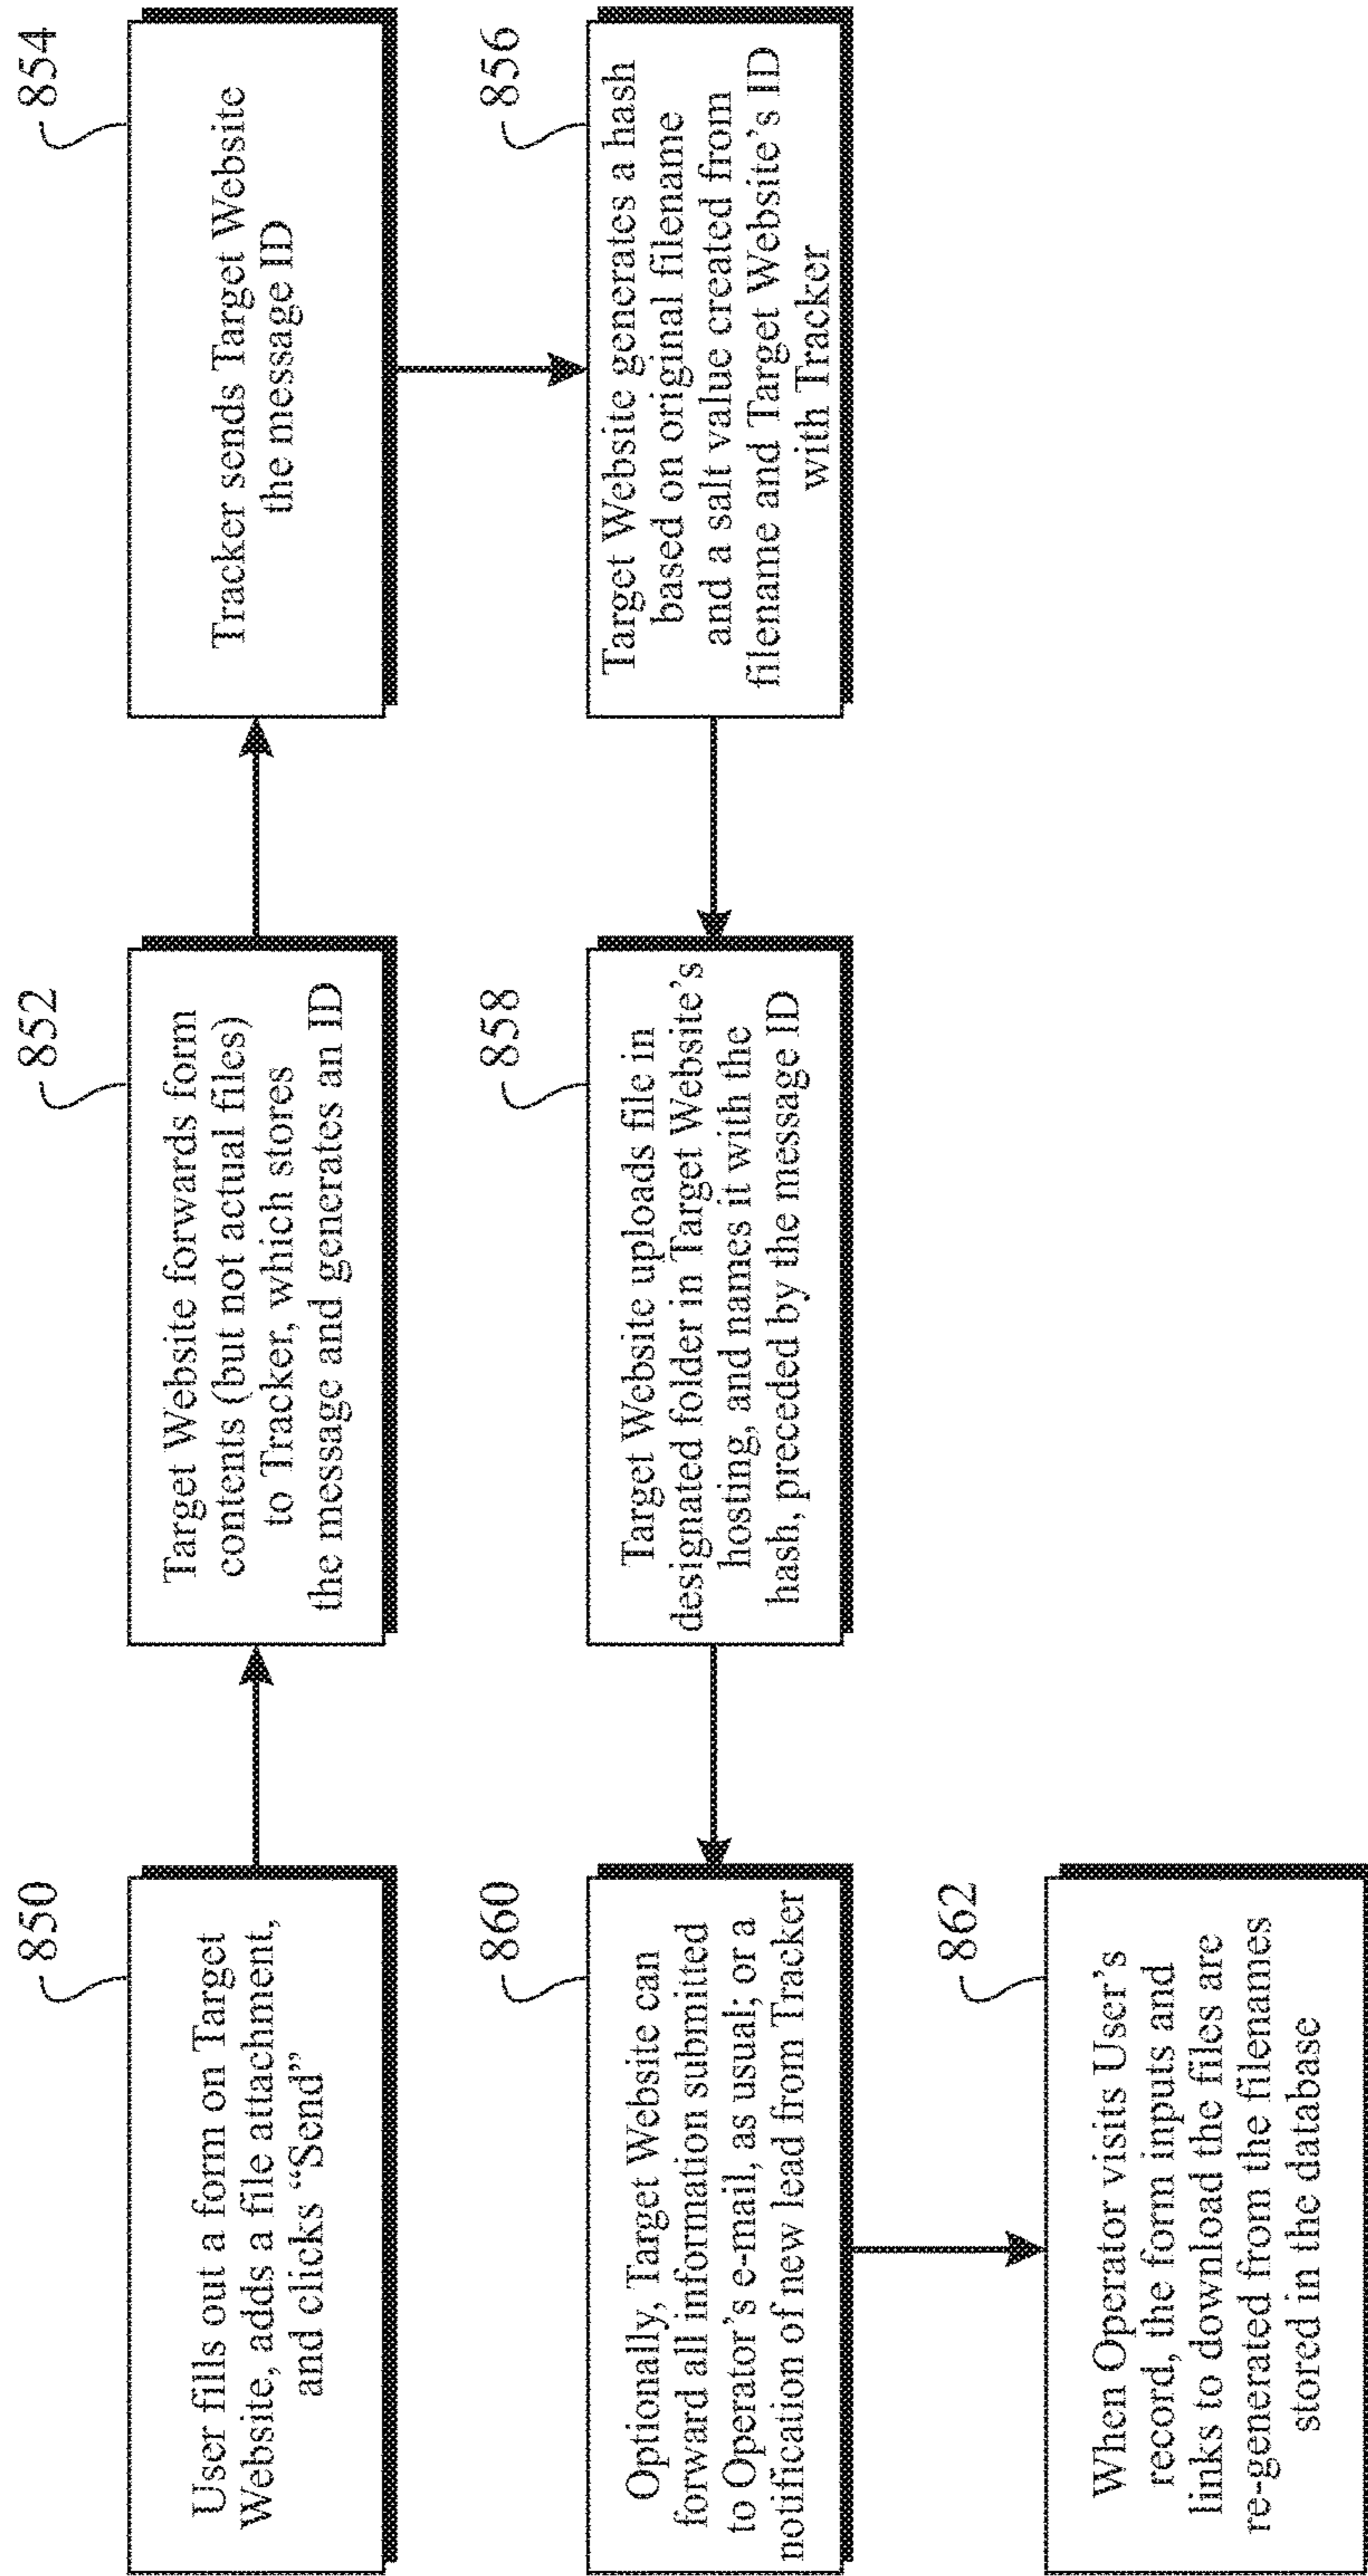 850
User fills out a form on Target
Website, adds a file attachment,
and clicks “Send”
852
Target Website forwards form
contents (but not actual files)
to Tracker, which stores
the message and generates an ID
854
Tracker sends Target Website
the message ID
856
Target Website generates a hash
based on original filename
and a salt value created from
filename and Target Website’s ID
with Tracker
858
Target Website uploads file in
designated folder in Target Website’s
hosting, and names it with the
hash, preceded by the message ID
860
Optionally, Target Website can
forward all information submitted
to Operator’s e-mail, as usual; or a
notification of new lead from Tracker
862
When Operator visits User’s
record, the form inputs and
links to download the files are
re-generated from the filenames
stored in the database